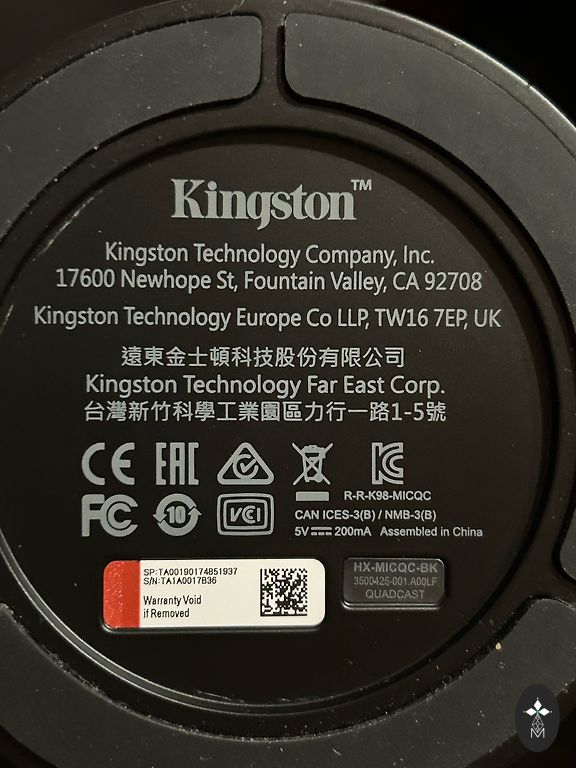 Kingston™
Kingston Technology Company, Inc.
17600 Newhope St, Fountain Valley, CA 92708
Kingston Technology Europe Co LLP, TW16 7EP, UK
遠東金士頓科技股份有限公司
Kingston Technology Far East Corp.
台灣新竹科學工業園區力行一路1-5號
CE EAC
R-R-K98-MICQC
FC 10 VCCI
CAN ICES-3(B) / NMB-3(B)
5V ⎓ 200mA Assembled in China
SP:TA00190174851937
S/N:TA1A0017B36
Warranty Void
if Removed
HX-MICQC-BK
3500425-001.A00LF
QUADCAST
M